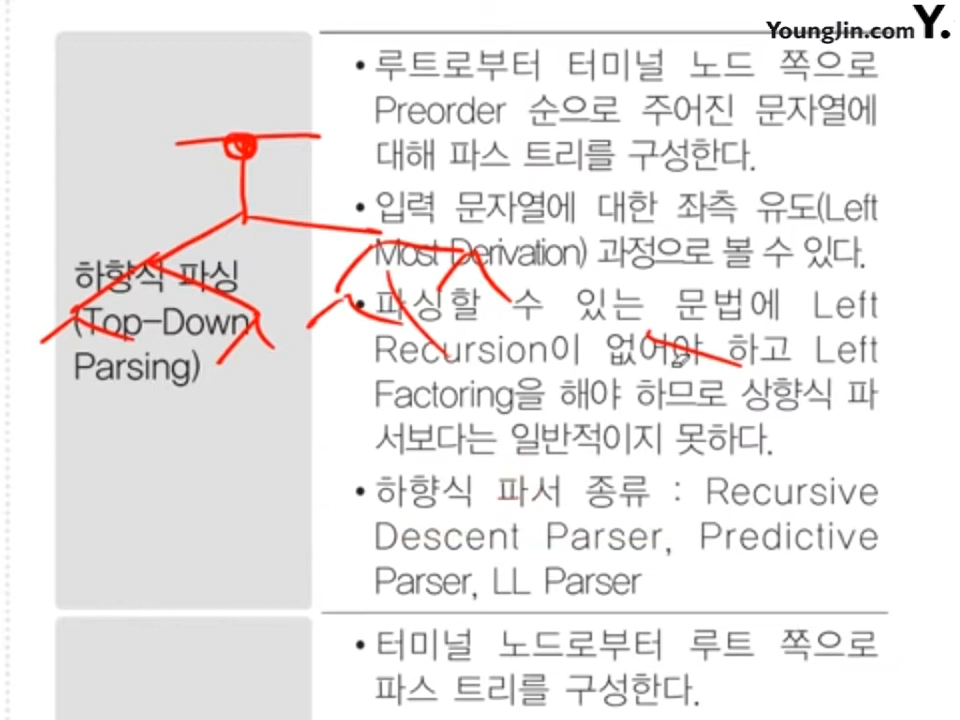 YoungJin.com Y.
• 루트로부터 터미널 노드 쪽으로
Preorder 순으로 주어진 문자열에
대해 파스 트리를 구성한다.
• 입력 문자열에 대한 좌측 유도(Left
Most Derivation) 과정으로 볼 수 있다.
하향식 파싱
(Top-Down
Parsing)
• 파싱할 수 있는 문법에 Left
Recursion이 없어야 하고 Left
Factoring을 해야 하므로 상향식 파
서보다는 일반적이지 못하다.
• 하향식 파서 종류 : Recursive
Descent Parser, Predictive
Parser, LL Parser
• 터미널 노드로부터 루트 쪽으로
파스 트리를 구성한다.